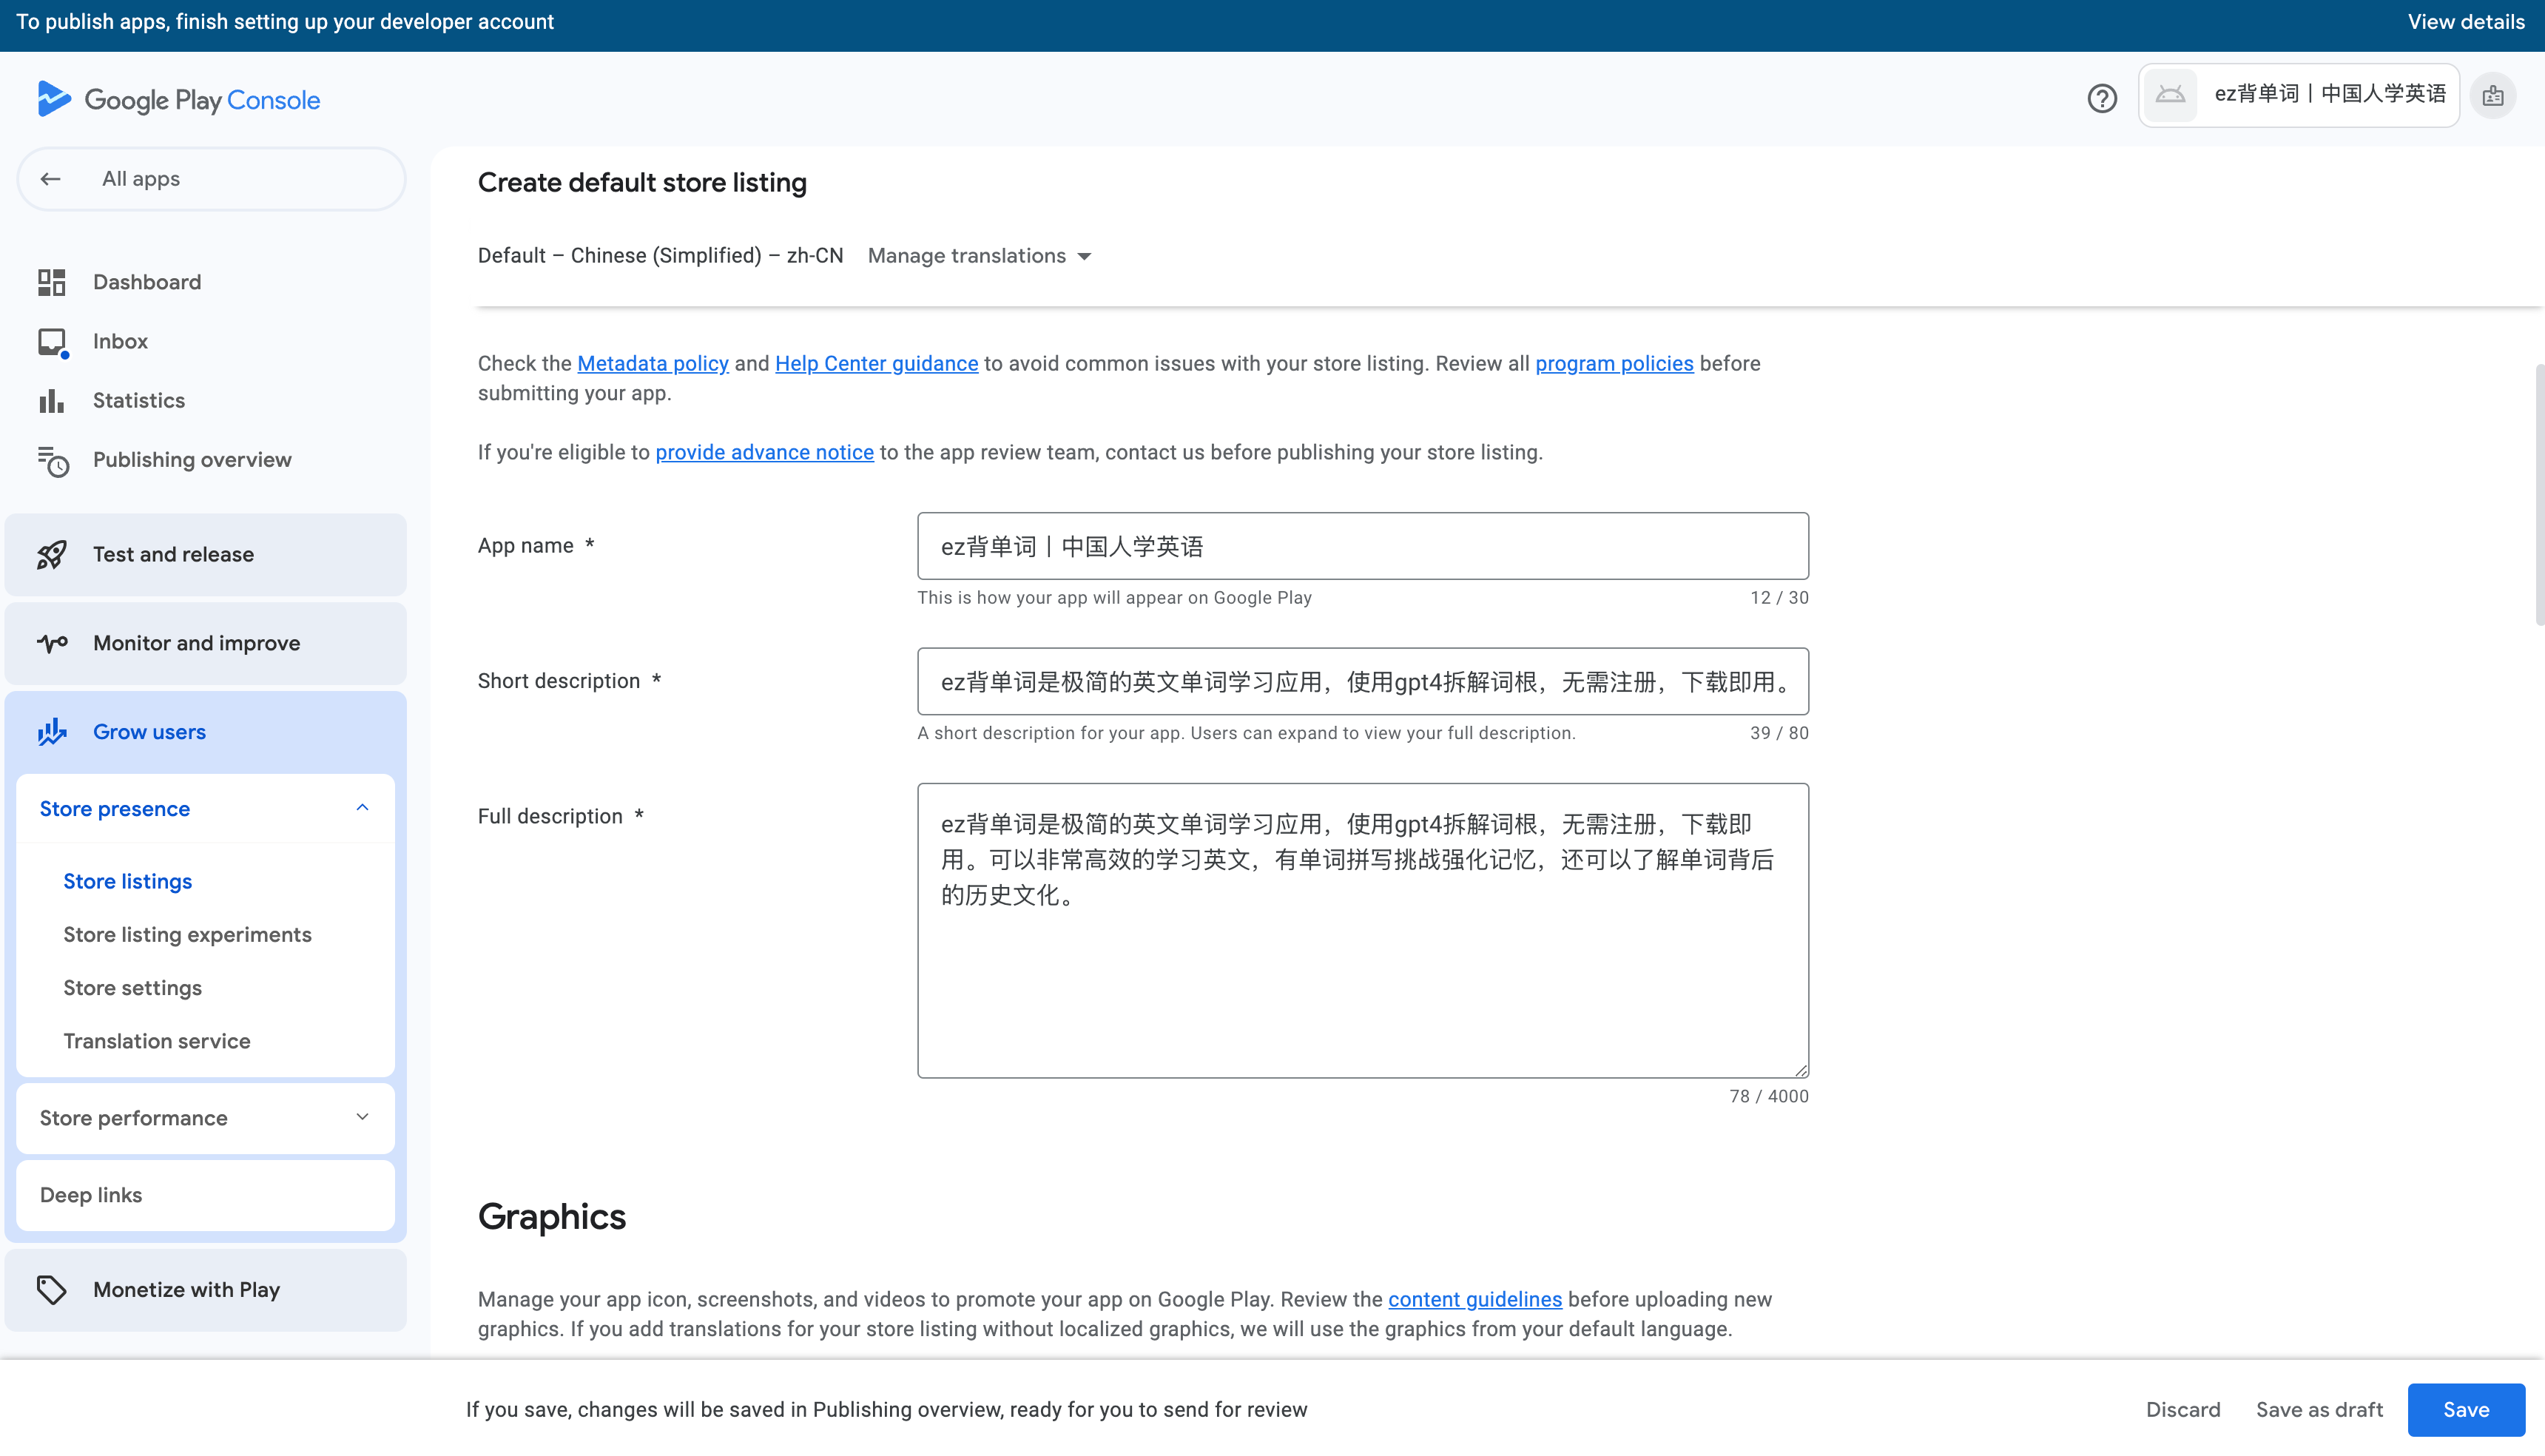 To publish apps, finish setting up your developer account
View details
Google Play Console
ez背单词丨中国人学英语
All apps
Create default store listing
Default – Chinese (Simplified) – zh-CN
Manage translations
Dashboard
Inbox
Statistics
Publishing overview
Test and release
Monitor and improve
Grow users
Store presence
Store listings
Store listing experiments
Store settings
Translation service
Store performance
Deep links
Monetize with Play
Check the Metadata policy and Help Center guidance to avoid common issues with your store listing. Review all program policies before
submitting your app.
If you're eligible to provide advance notice to the app review team, contact us before publishing your store listing.
App name *
ez背单词丨中国人学英语
This is how your app will appear on Google Play
12 / 30
Short description *
ez背单词是极简的英文单词学习应用，使用gpt4拆解词根，无需注册，下载即用。
A short description for your app. Users can expand to view your full description.
39 / 80
Full description *
ez背单词是极简的英文单词学习应用，使用gpt4拆解词根，无需注册，下载即
用。可以非常高效的学习英文，有单词拼写挑战强化记忆，还可以了解单词背后
的历史文化。
78 / 4000
Graphics
Manage your app icon, screenshots, and videos to promote your app on Google Play. Review the content guidelines before uploading new
graphics. If you add translations for your store listing without localized graphics, we will use the graphics from your default language.
If you save, changes will be saved in Publishing overview, ready for you to send for review
Discard
Save as draft
Save